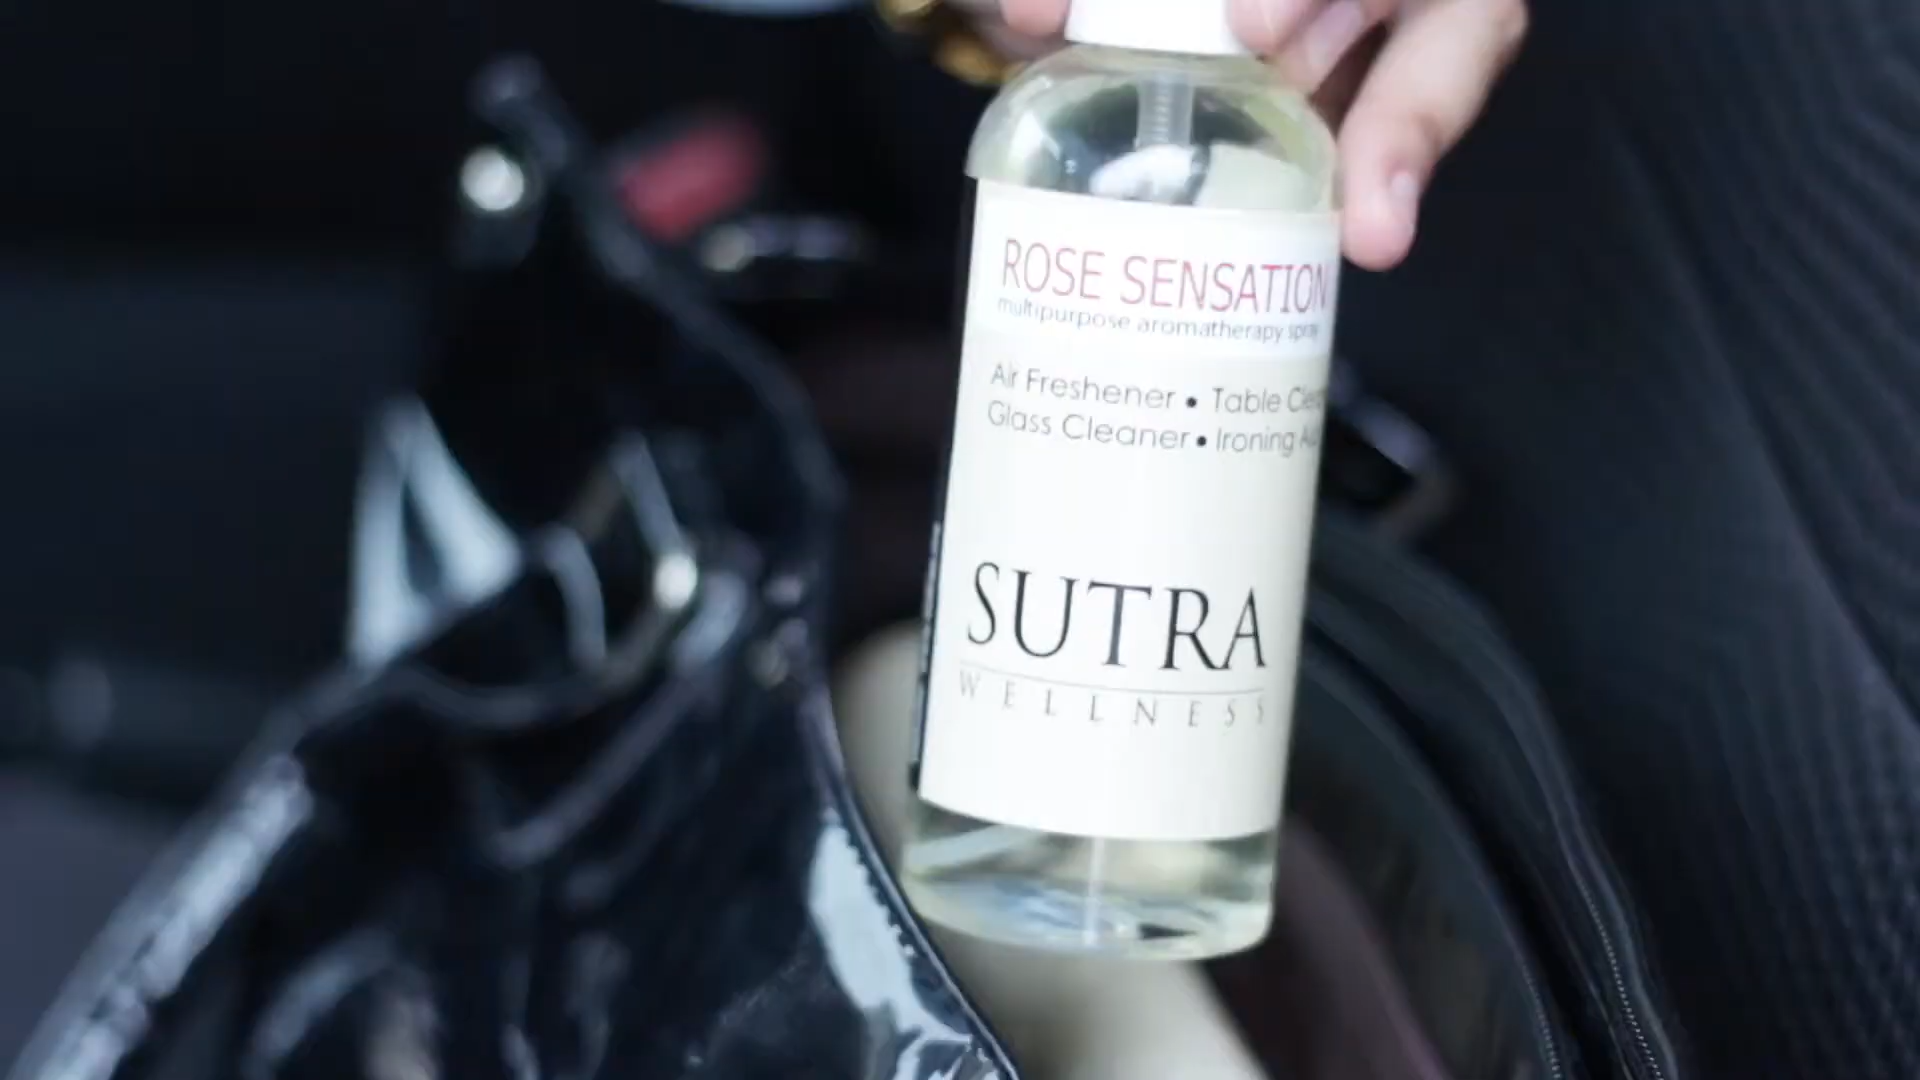 ROSE SENSATION
multipurpose aromatherapy spray
Air Freshener • Table
Glass Cleaner • Ironing
SUTRA
WELLNESS